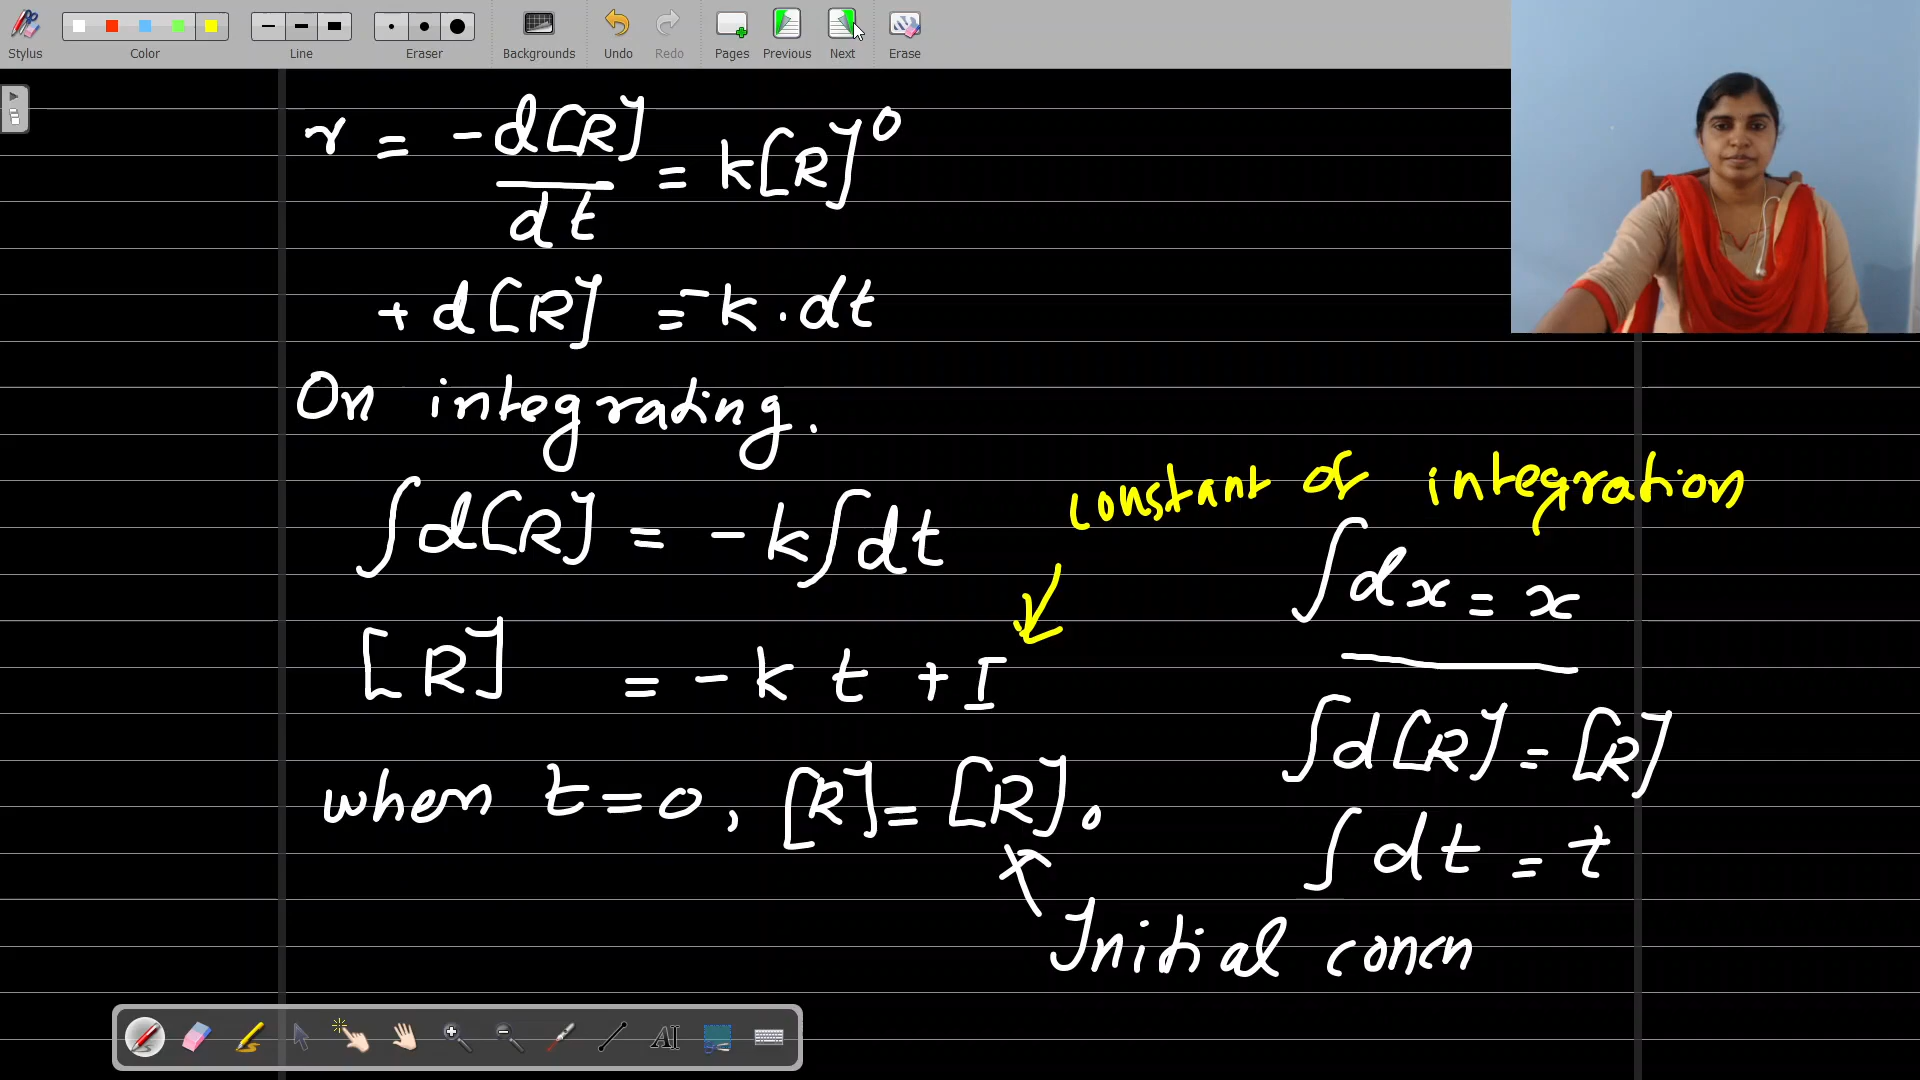 Stylus Color Line Eraser Backgrounds Undo Redo Pages Previous Next Erase
r = -d[R]/dt = k[R]⁰
+ d[R] = -k . dt
On integrating.
∫d[R] = - k∫dt
[R] = - k t + I
when t = 0, [R] = [R]₀
Initial concn
constant of integration
∫dx = x
∫d[R] = [R]
∫dt = t
AI